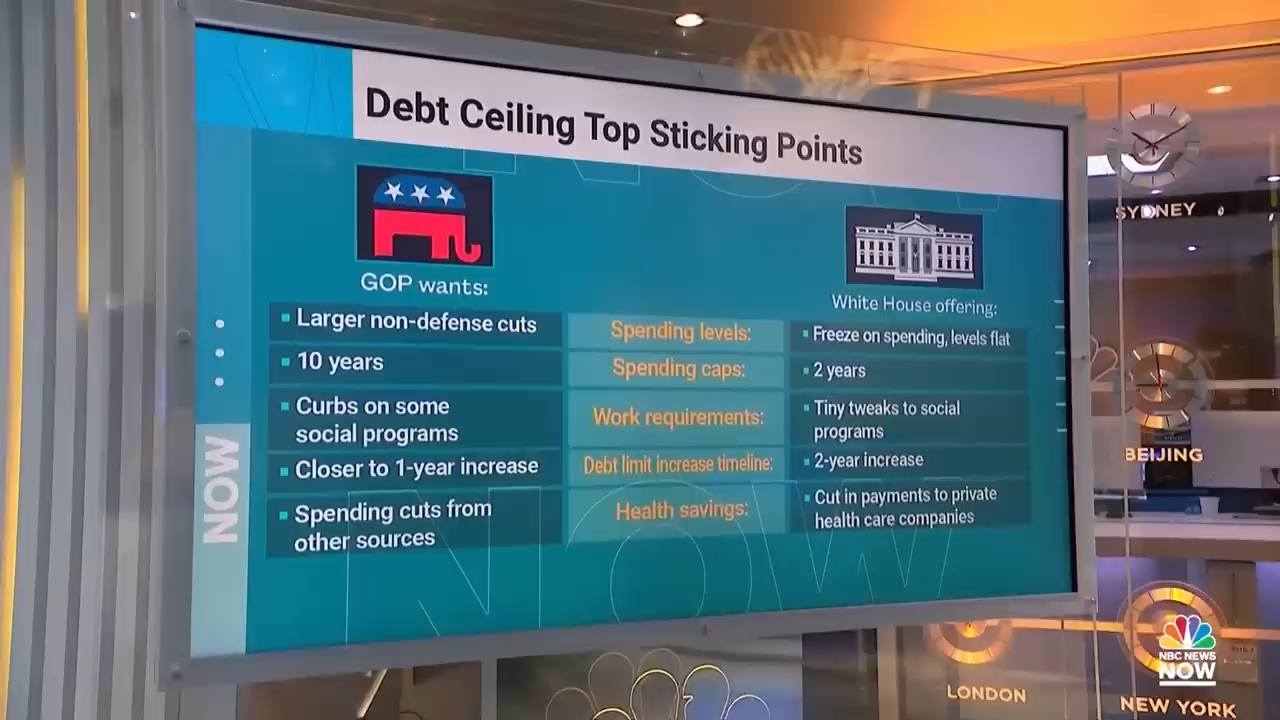 Debt Ceiling Top Sticking Points
GOP wants:
White House offering:
Larger non-defense cuts
Spending levels:
Freeze on spending, levels flat
10 years
Spending caps:
2 years
Curbs on some
social programs
Work requirements:
Tiny tweaks to social
programs
Closer to 1-year increase
Debt limit increase timeline:
2-year increase
Spending cuts from
other sources
Health savings:
Cut in payments to private
health care companies
NOW
NOW
SYDNEY
BEIJING
LONDON
NEW YORK
NBC NEWS
NOW